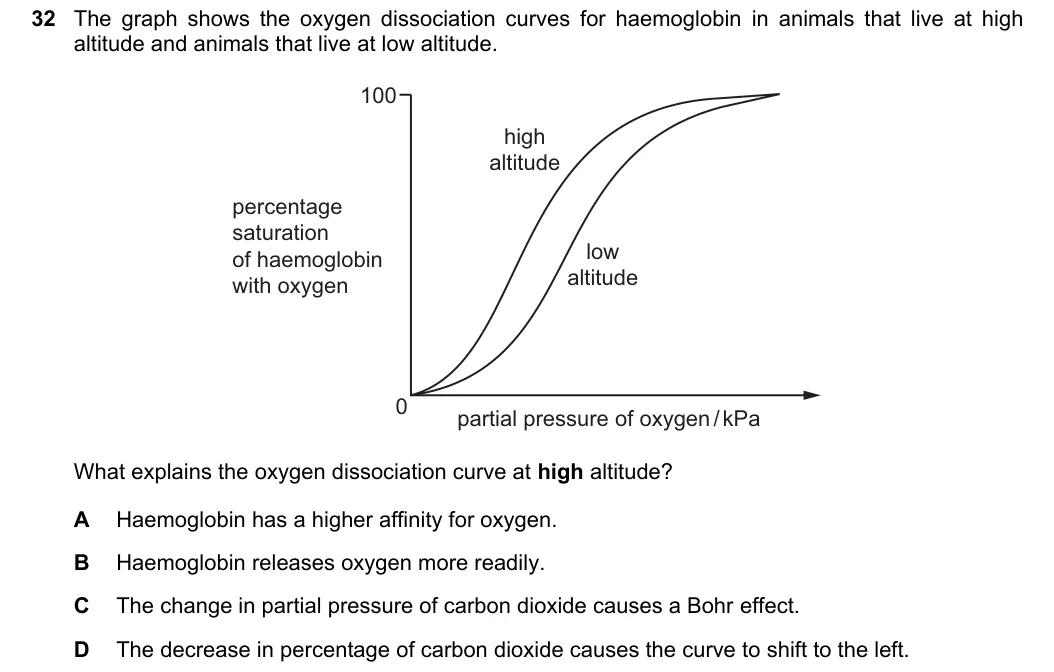 32 The graph shows the oxygen dissociation curves for haemoglobin in animals that live at high
altitude and animals that live at low altitude.
100
high
altitude
percentage
saturation
of haemoglobin
with oxygen
low
altitude
0
partial pressure of oxygen / kPa
What explains the oxygen dissociation curve at high altitude?
A Haemoglobin has a higher affinity for oxygen.
B Haemoglobin releases oxygen more readily.
C The change in partial pressure of carbon dioxide causes a Bohr effect.
D The decrease in percentage of carbon dioxide causes the curve to shift to the left.